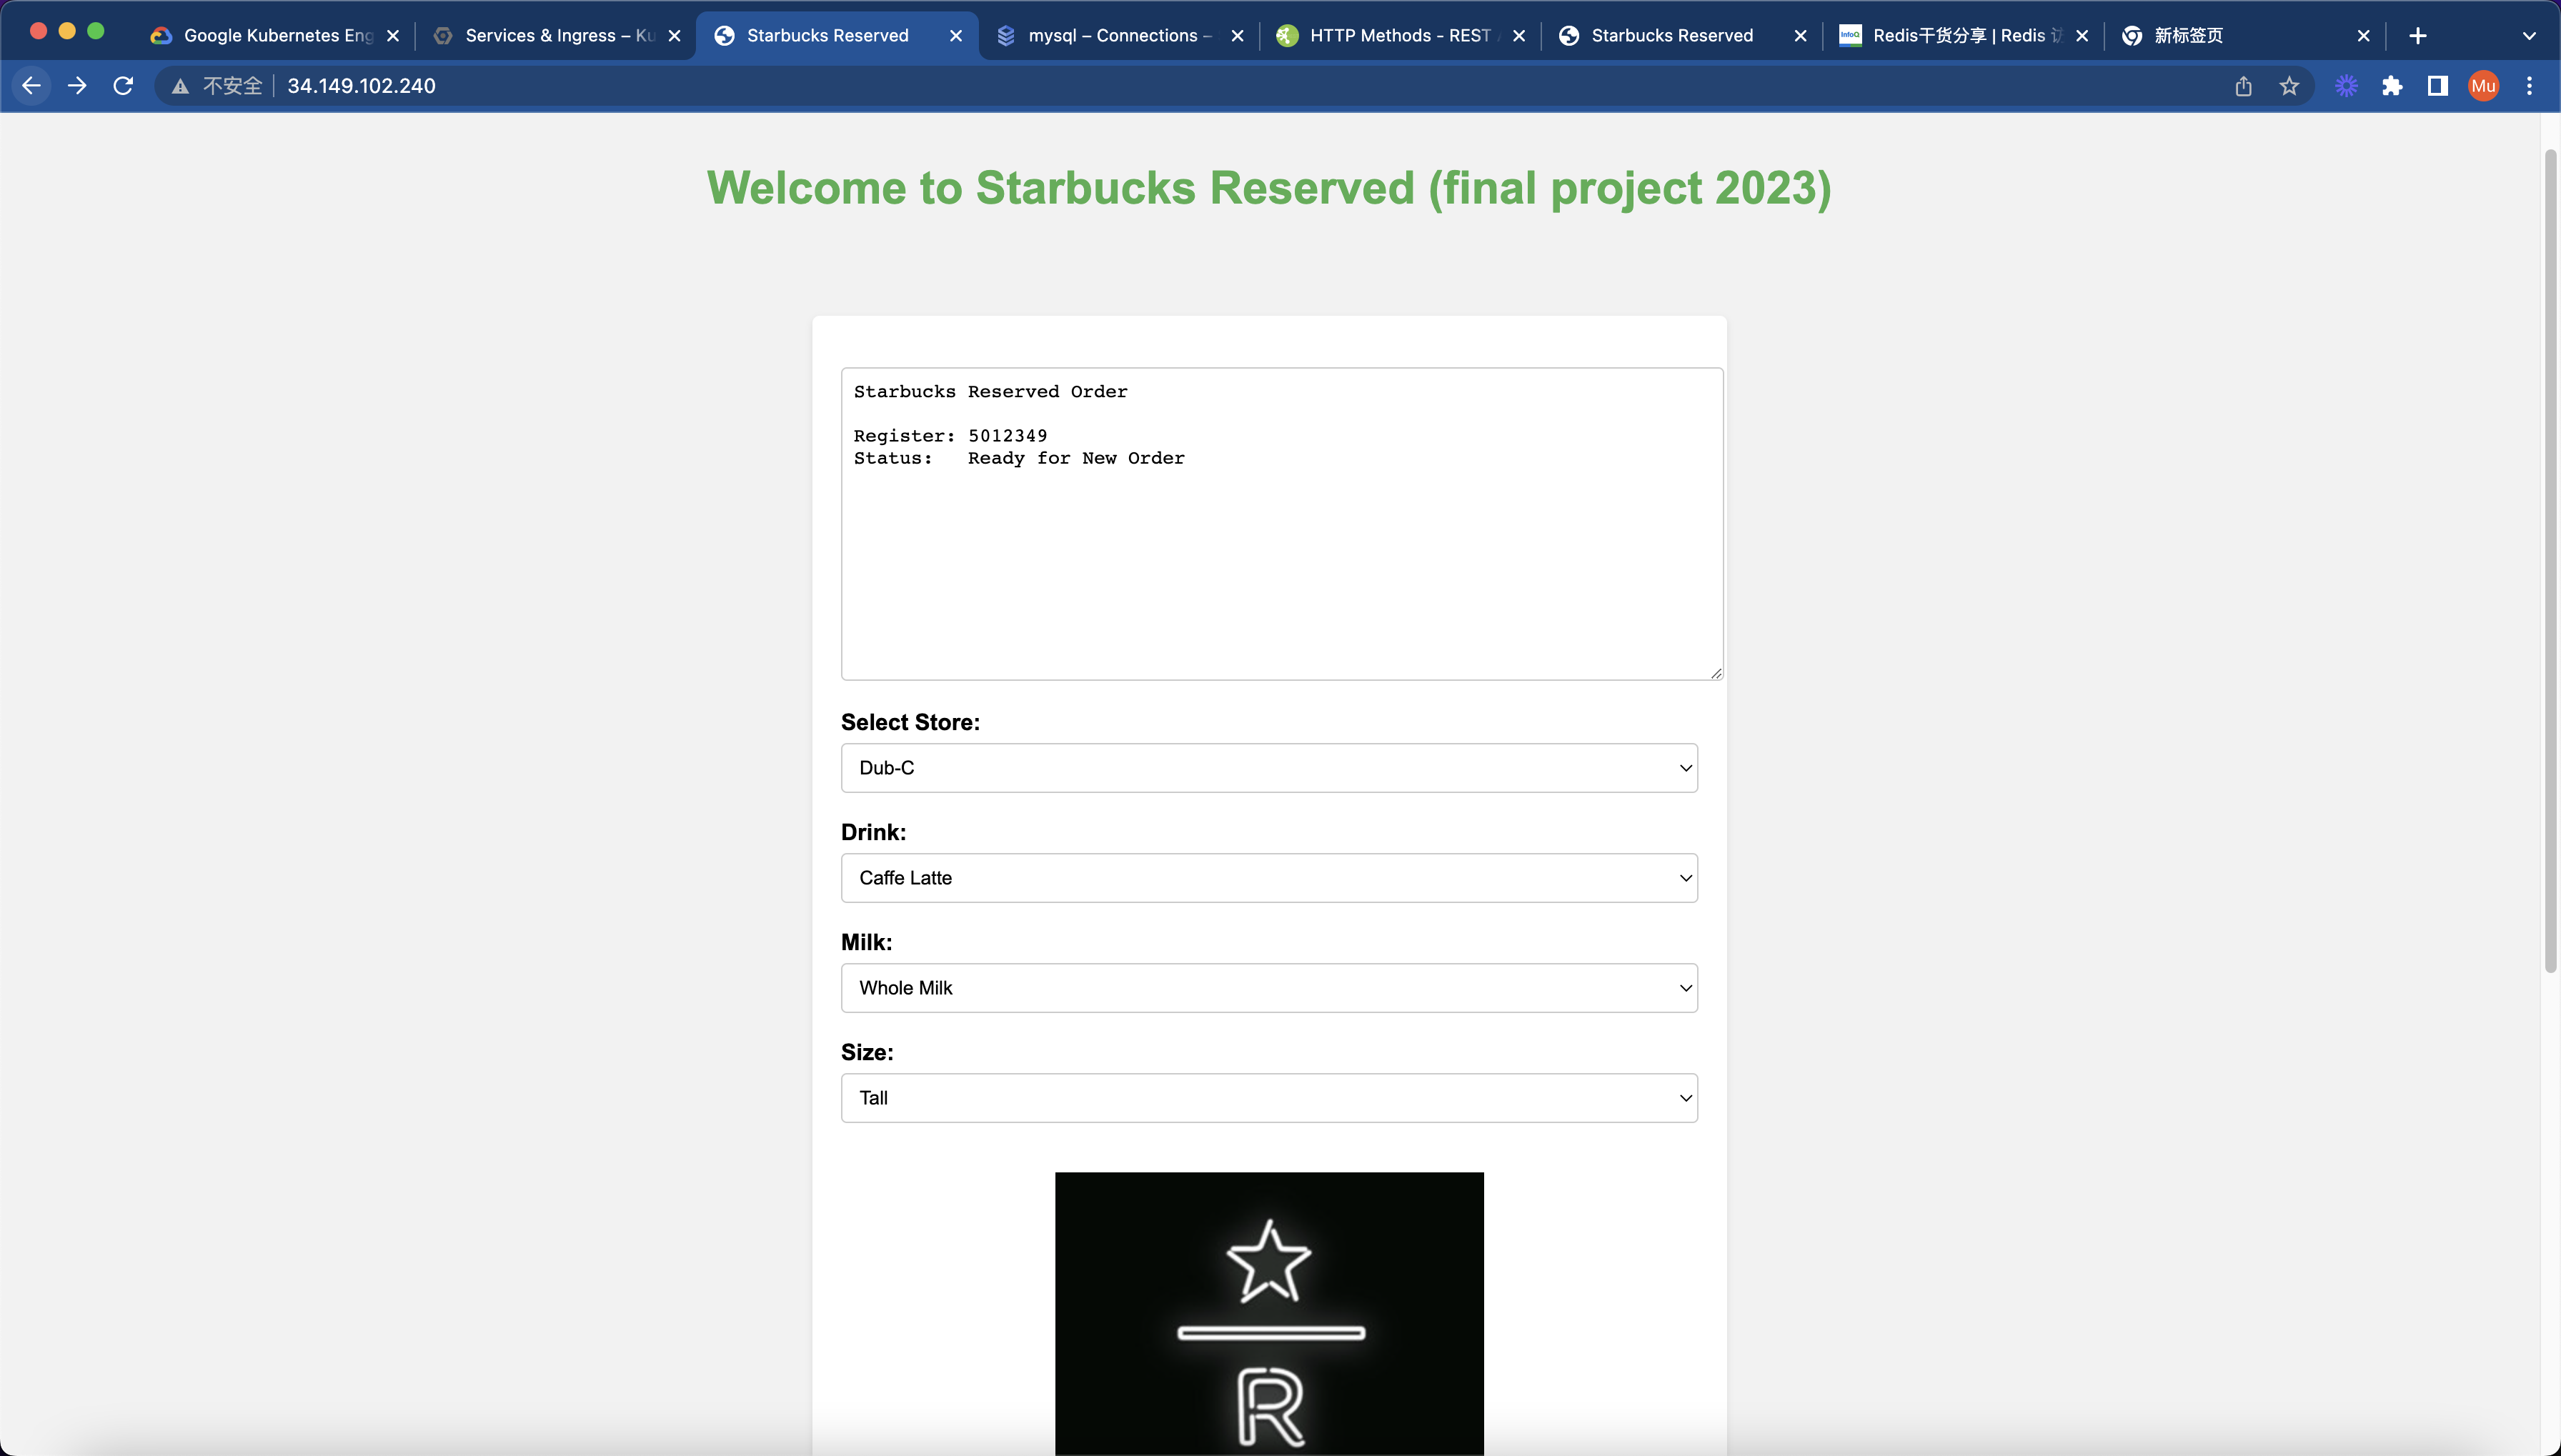 Google Kubernetes Eng
Services & Ingress – Ku
Starbucks Reserved
mysql – Connections –
HTTP Methods - REST
Starbucks Reserved
InfoQ
Redis干货分享 | Redis
新标签页
不安全
34.149.102.240
Mu
Welcome to Starbucks Reserved (final project 2023)
Starbucks Reserved Order
Register: 5012349
Status:   Ready for New Order
Select Store:
Dub-C
Drink:
Caffe Latte
Milk:
Whole Milk
Size:
Tall
R